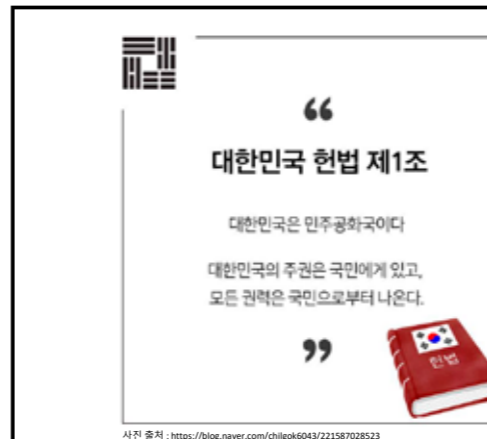 “
대한민국 헌법 제1조
대한민국은 민주공화국이다
대한민국의 주권은 국민에게 있고,
모든 권력은 국민으로부터 나온다.
”
헌법
사진 출처 : https://blog.naver.com/chilgok6043/221587028523